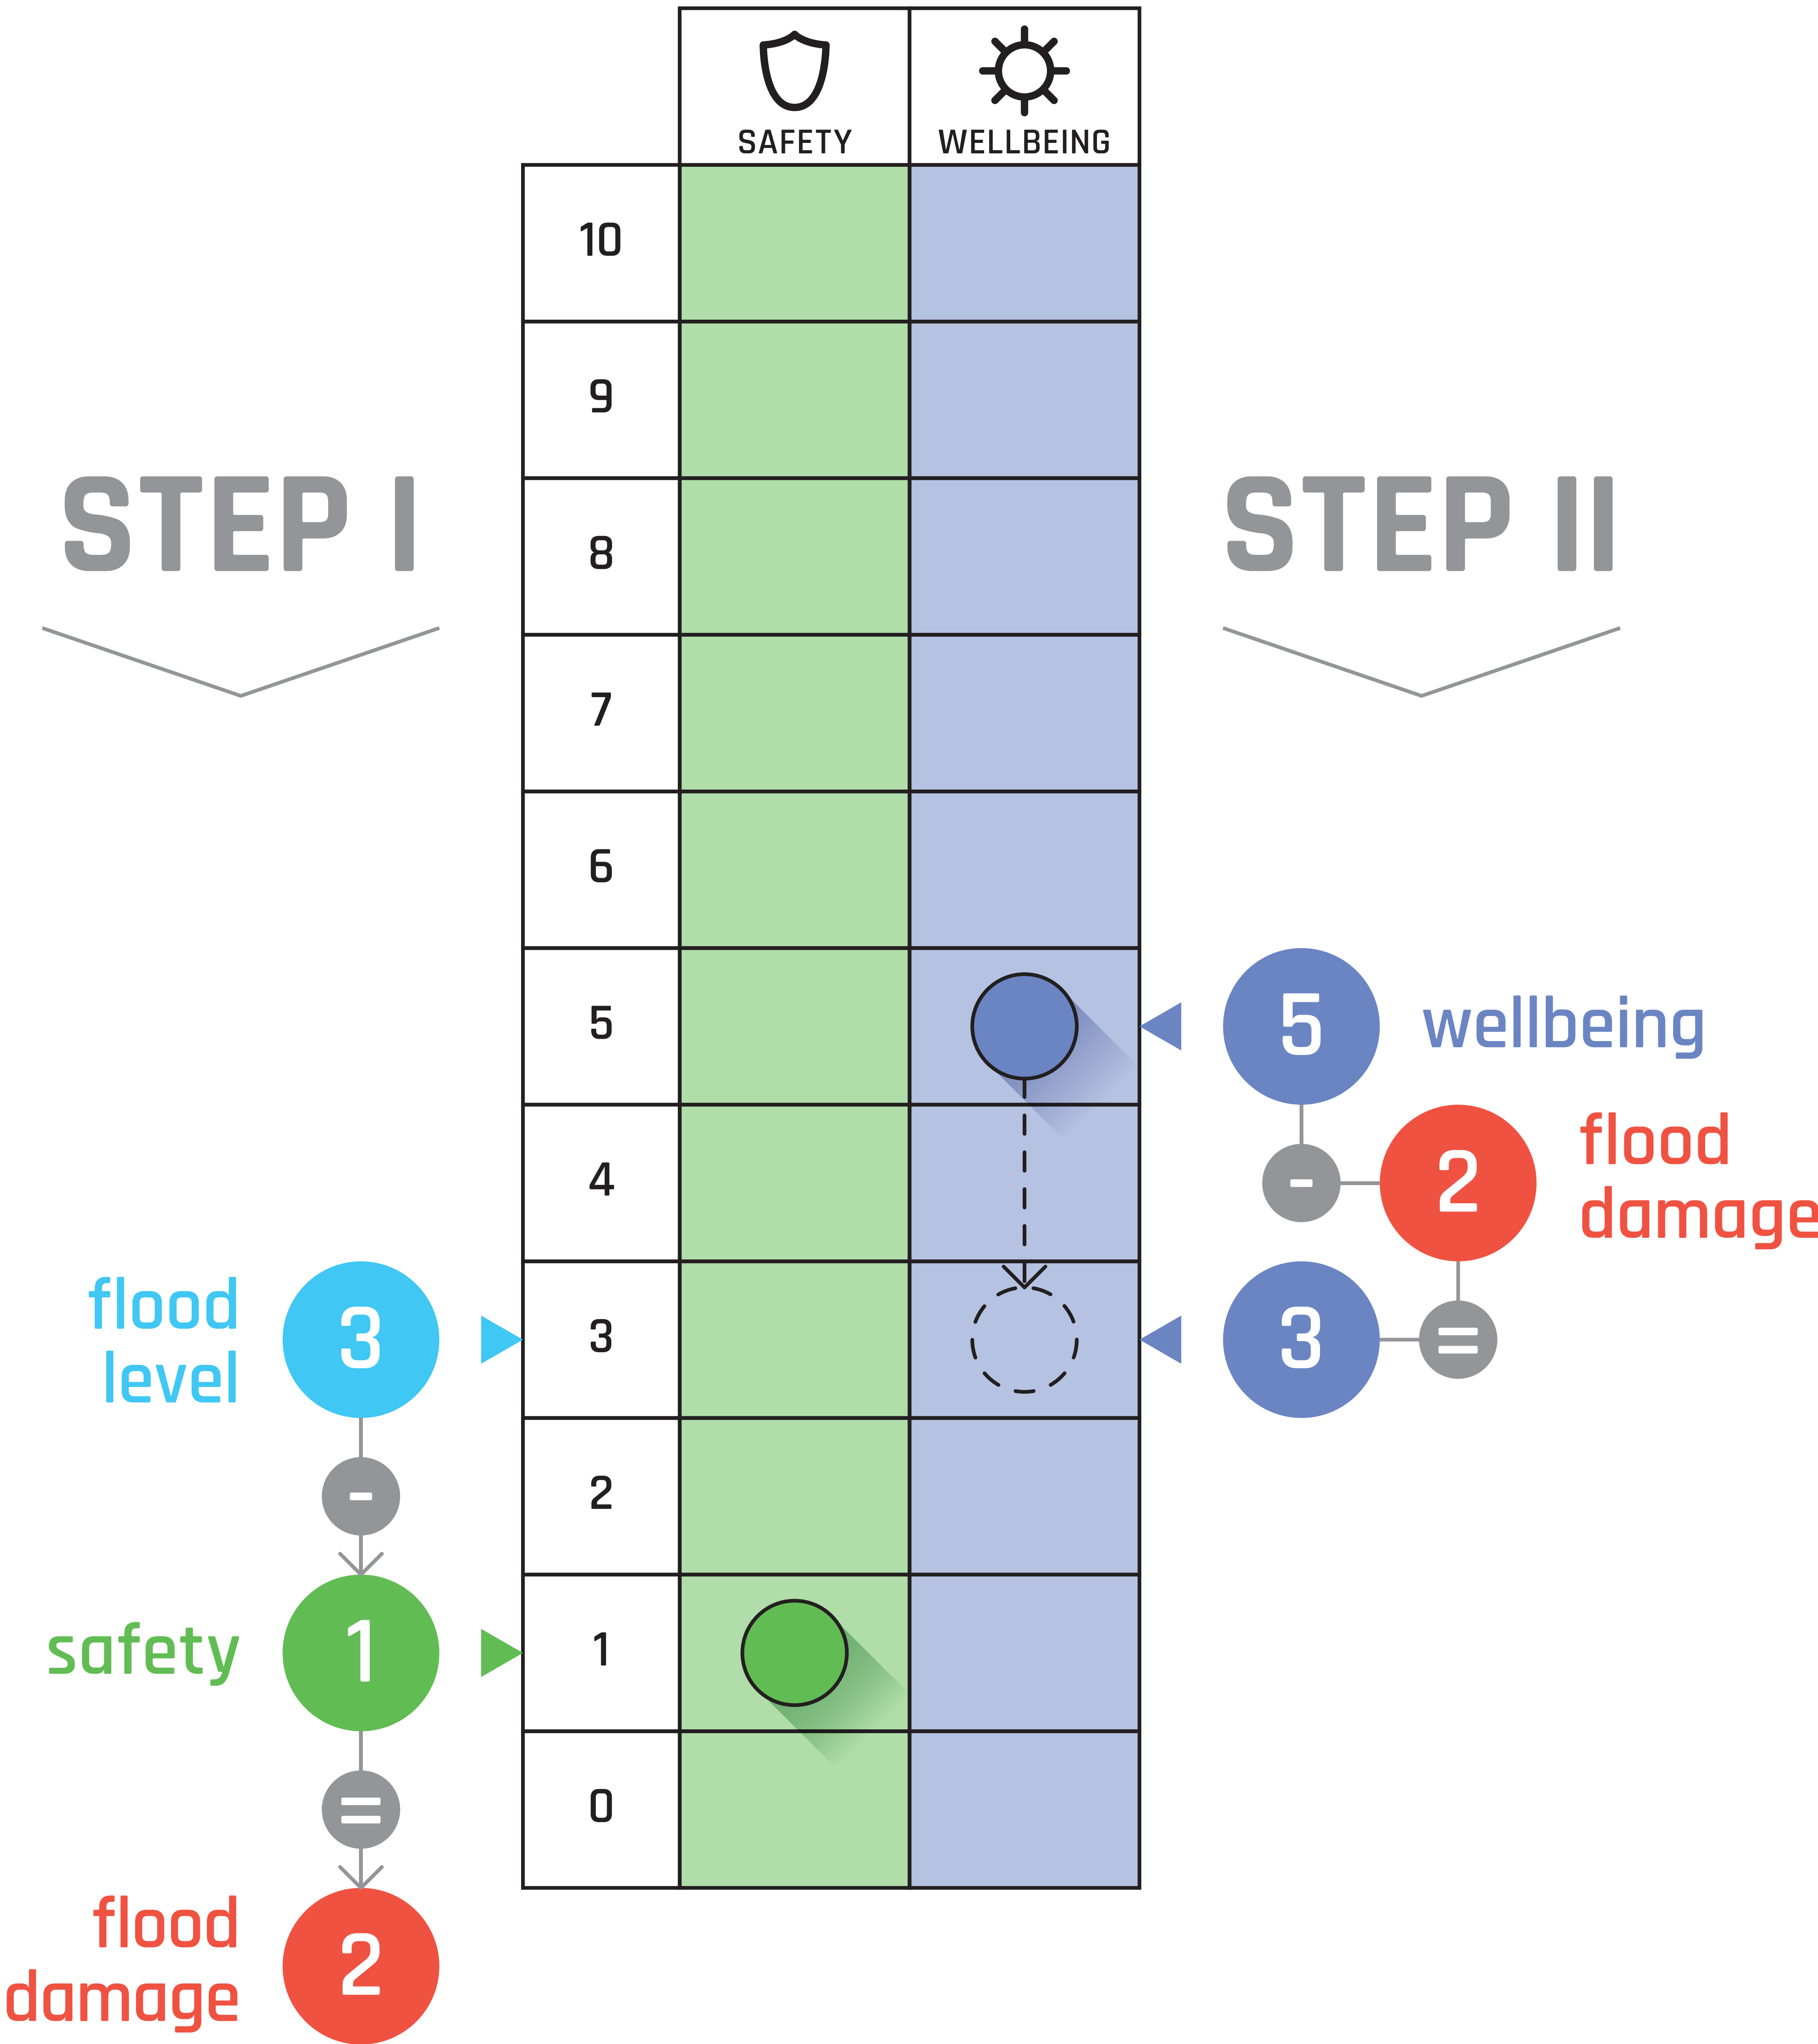 SAFETY
WELLBEING
STEP I
STEP II
10
9
8
7
6
5
4
3
2
1
0
flood
level
3
-
safety
1
=
flood
damage
2
5
wellbeing
-
2
flood
damage
3
=